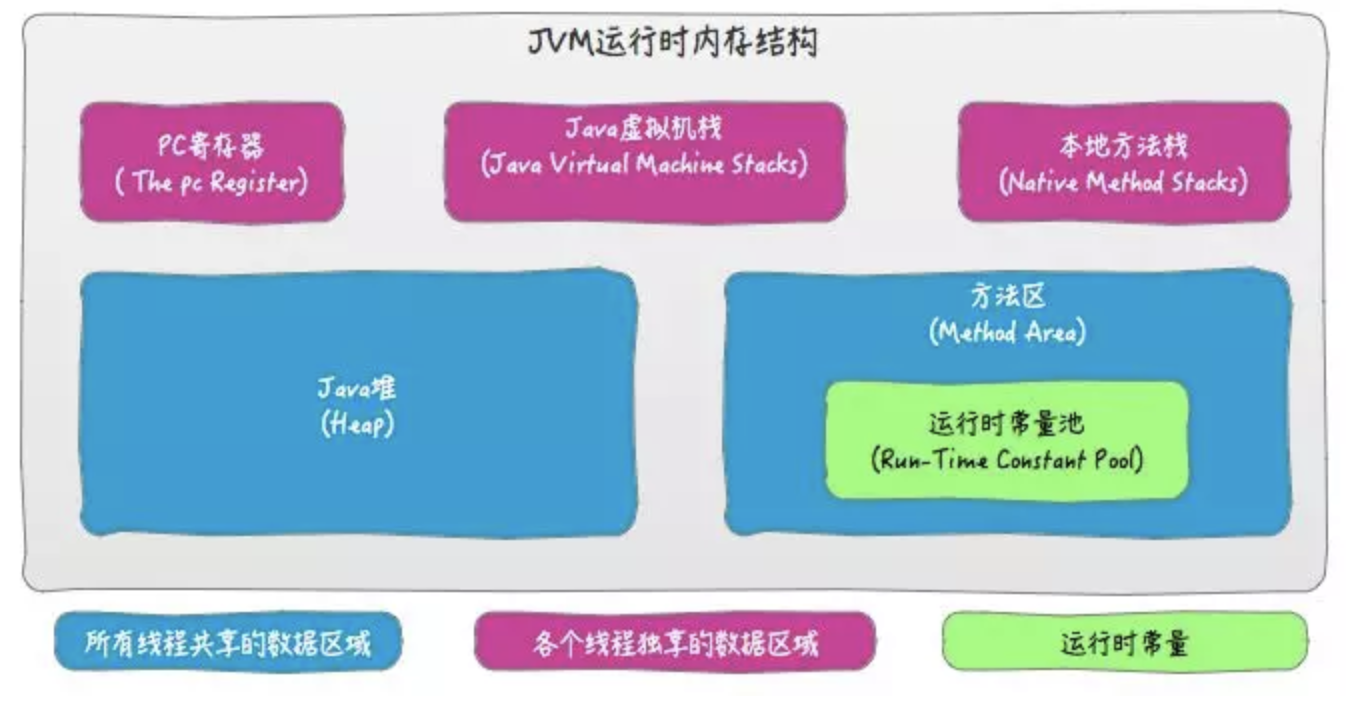 JVM运行时内存结构
PC寄存器
( The pc Register)
Java虚拟机栈
(Java Virtual Machine Stacks)
本地方法栈
(Native Method Stacks)
Java堆
(Heap)
方法区
(Method Area)
运行时常量池
(Run-Time Constant Pool)
所有线程共享的数据区域
各个线程独享的数据区域
运行时常量